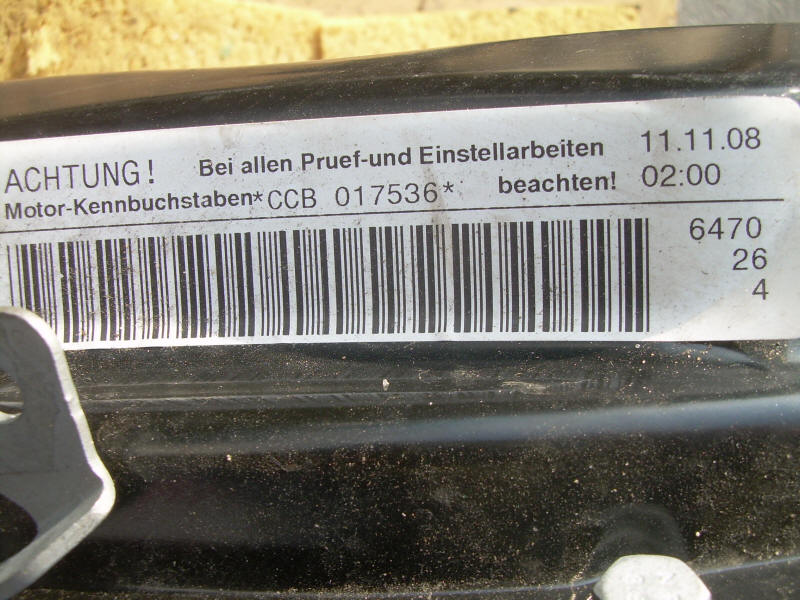 ACHTUNG! Bei allen Pruef-und Einstellarbeiten 11.11.08
Motor-Kennbuchstaben*CCB 017536* beachten! 02:00
6470
26
4